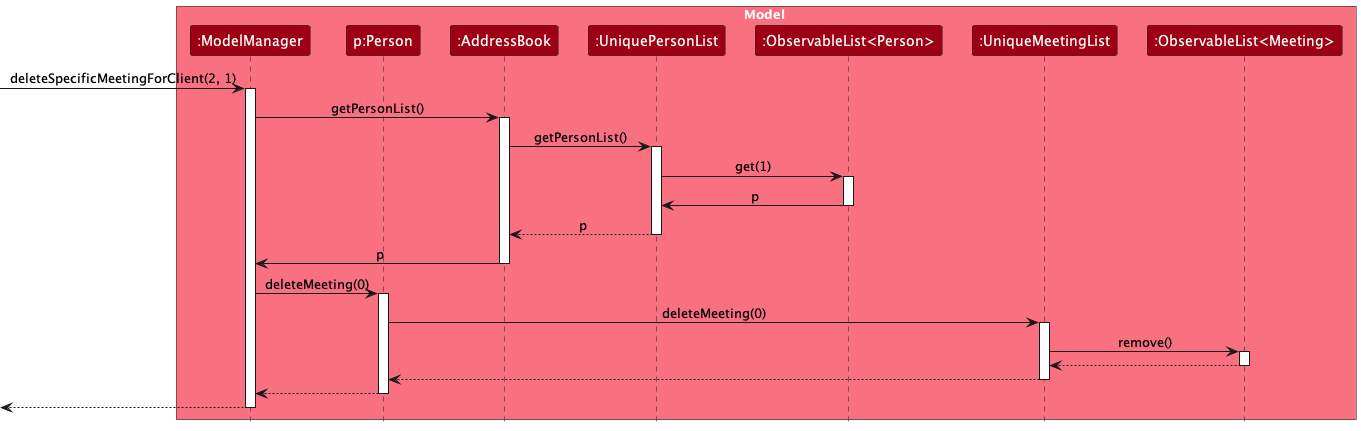 Model
:ModelManager
p:Person
:AddressBook
:UniquePersonList
:ObservableList<Person>
:UniqueMeetingList
:ObservableList<Meeting>
deleteSpecificMeetingForClient(2, 1)
getPersonList()
getPersonList()
get(1)
p
p
p
deleteMeeting(0)
deleteMeeting(0)
remove()